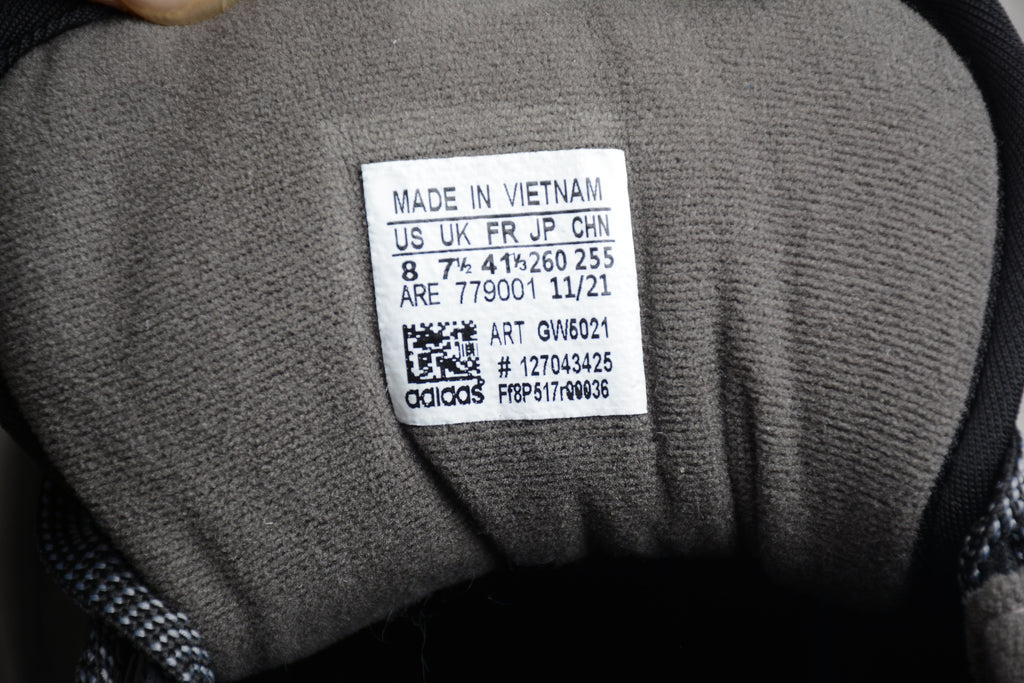 MADE IN VIETNAM
US UK FR JP CHN
8 7½ 41⅓ 260 255
ARE 779001 11/21
ART GW5021
# 127043425
adidas Ff8P517r00036